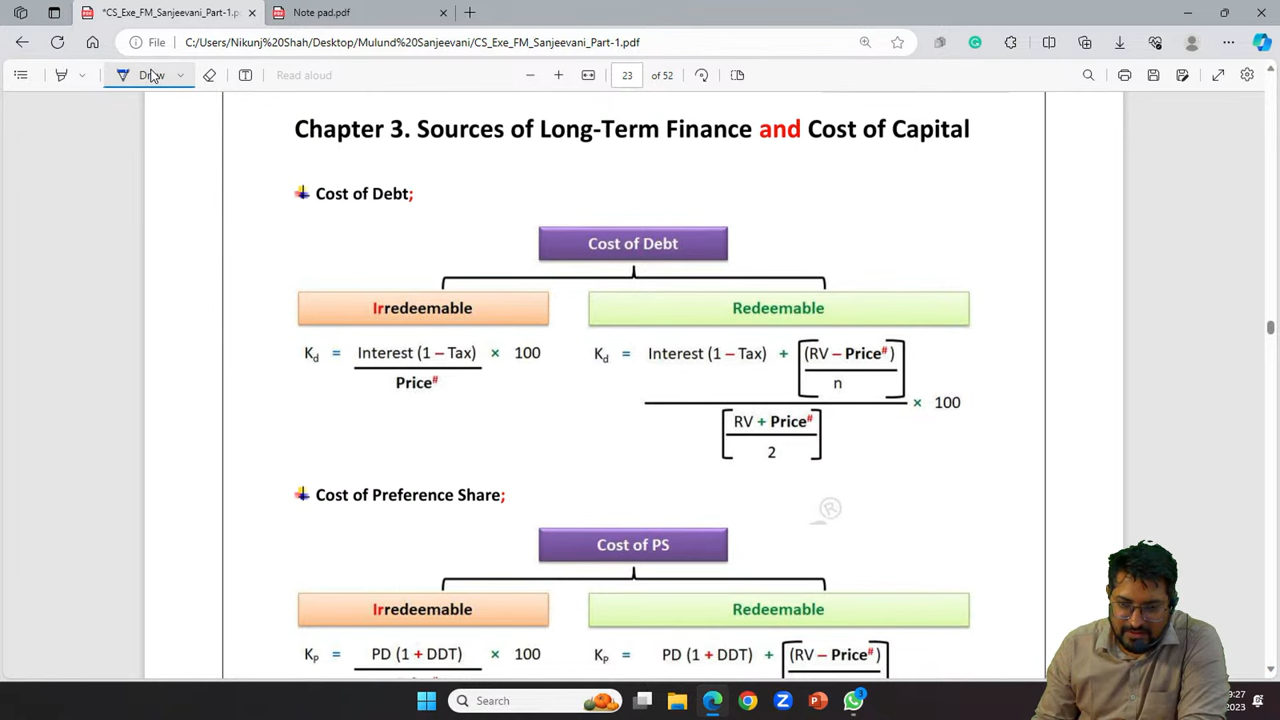 *CS_Exe_FM_Sanjeevani_Part-1.p
Note pad.pdf
File
C:/Users/Nikunj%20Shah/Desktop/Mulund%20Sanjeevani/CS_Exe_FM_Sanjeevani_Part-1.pdf
Draw
Read aloud
23 of 52
Chapter 3. Sources of Long-Term Finance and Cost of Capital
Cost of Debt;
Cost of Debt
Irredeemable
Redeemable
Kd = Interest (1 – Tax) × 100
Price#
Kd = Interest (1 – Tax) + [(RV – Price#)
n]
× 100
[RV + Price#
2]
Cost of Preference Share;
®
Cost of PS
Irredeemable
Redeemable
KP = PD (1 + DDT) × 100
KP = PD (1 + DDT) + [(RV – Price#)]
Search
3
9:27
2023